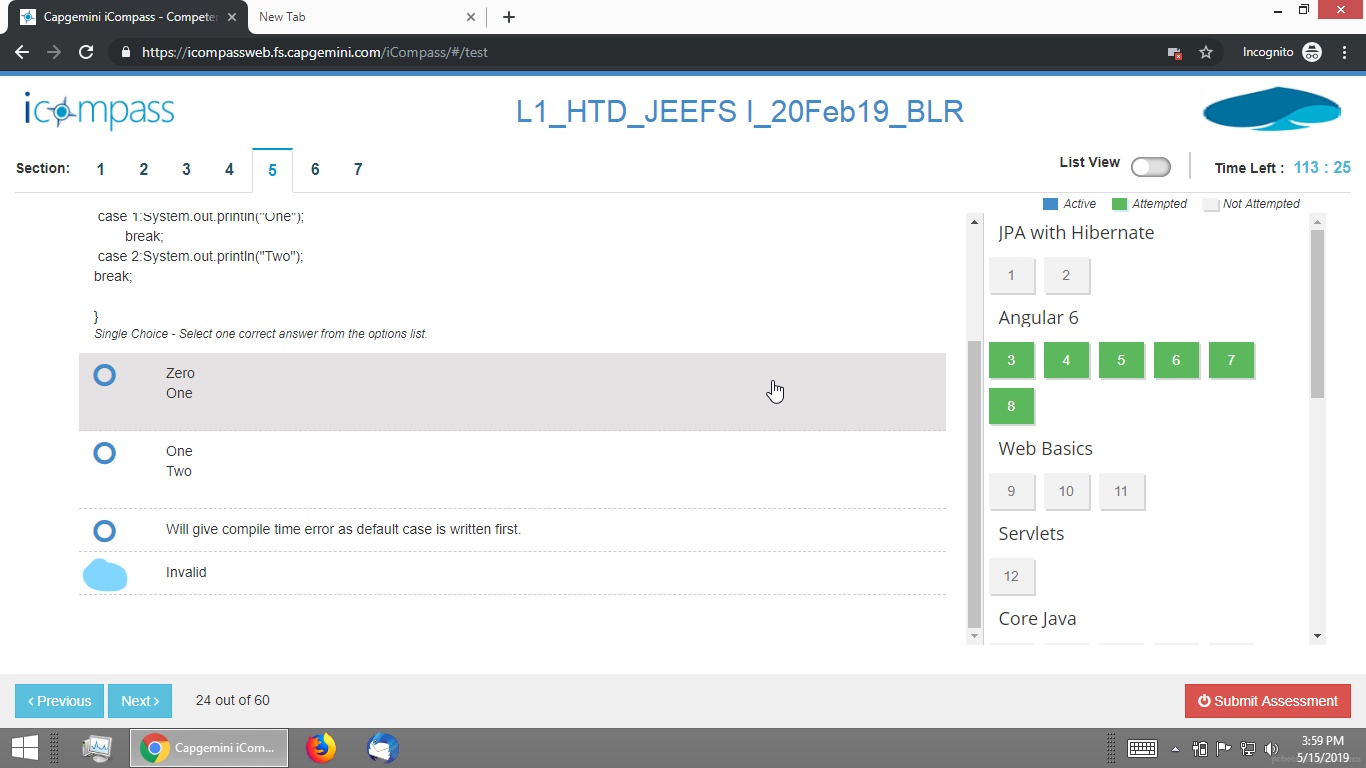 Capgemini iCompass - Competen
New Tab
https://icompassweb.fs.capgemini.com/iCompass/#/test
Incognito
icompass
L1_HTD_JEEFS I_20Feb19_BLR
Section: 1 2 3 4 5 6 7
List View
Time Left : 113 : 25
Active Attempted Not Attempted
case 1:System.out.println("One");
break;
case 2:System.out.println("Two");
break;
}
Single Choice - Select one correct answer from the options list.
Zero
One
One
Two
Will give compile time error as default case is written first.
Invalid
JPA with Hibernate
1 2
Angular 6
3 4 5 6 7
8
Web Basics
9 10 11
Servlets
12
Core Java
< Previous
Next >
24 out of 60
Submit Assessment
Capgemini iCom...
3:59 PM
5/15/2019